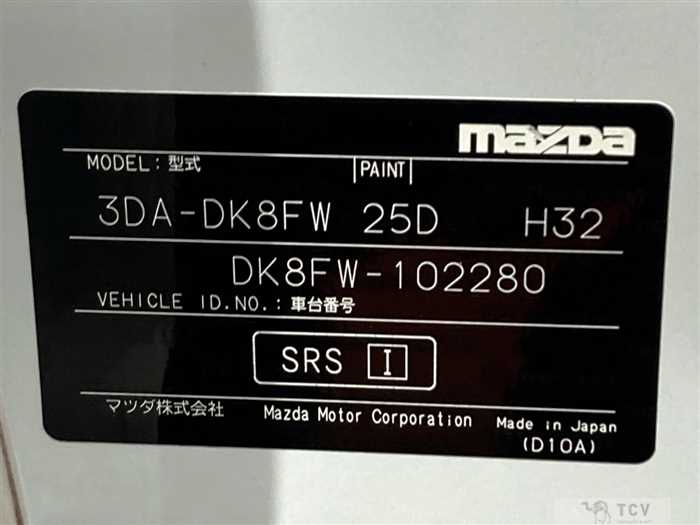 mazda
MODEL : 型式 PAINT
3DA-DK8FW 25D H32
DK8FW-102280
VEHICLE ID.NO. : 車台番号
SRS I
マツダ株式会社 Mazda Motor Corporation Made in Japan
(D10A)
TCV